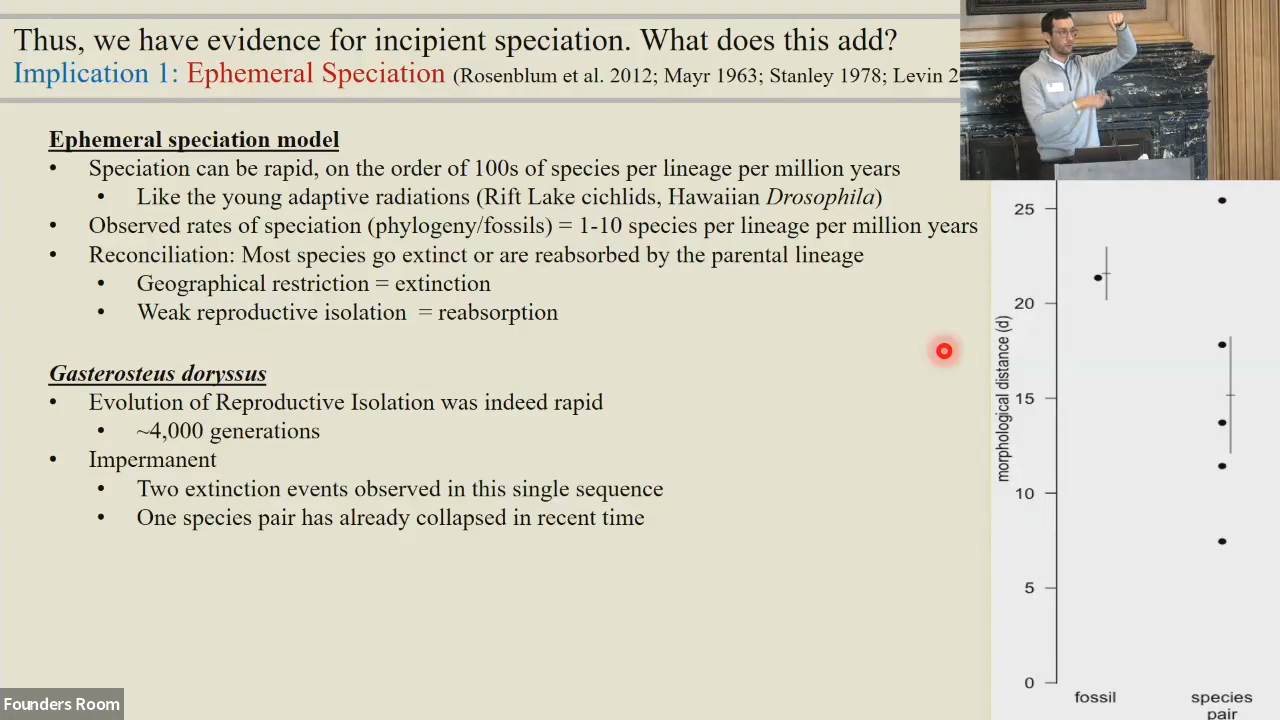 Thus, we have evidence for incipient speciation. What does this add?
Implication 1: Ephemeral Speciation (Rosenblum et al. 2012; Mayr 1963; Stanley 1978; Levin 2
Ephemeral speciation model
• Speciation can be rapid, on the order of 100s of species per lineage per million years
• Like the young adaptive radiations (Rift Lake cichlids, Hawaiian Drosophila)
• Observed rates of speciation (phylogeny/fossils) = 1-10 species per lineage per million years
• Reconciliation: Most species go extinct or are reabsorbed by the parental lineage
• Geographical restriction = extinction
• Weak reproductive isolation = reabsorption
Gasterosteus doryssus
• Evolution of Reproductive Isolation was indeed rapid
• ~4,000 generations
• Impermanent
• Two extinction events observed in this single sequence
• One species pair has already collapsed in recent time
25
20
15
10
5
0
morphological distance (d)
fossil
species
pair
Founders Room